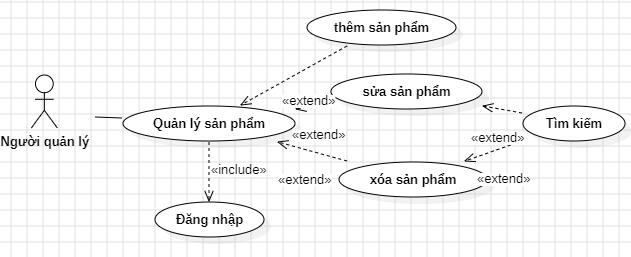 thêm sản phẩm
sửa sản phẩm
«extend»
Quản lý sản phẩm
Tìm kiếm
«extend»
«extend»
Người quản lý
«include»
«extend»
xóa sản phẩm
«extend»
Đăng nhập